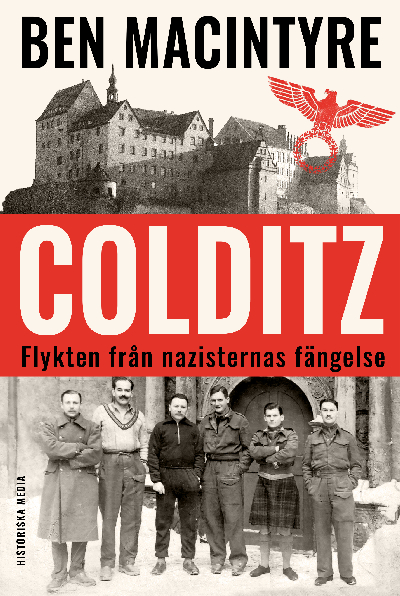 BEN MACINTYRE
COLDITZ
Flykten från nazisternas fängelse
HISTORISKA MEDIA